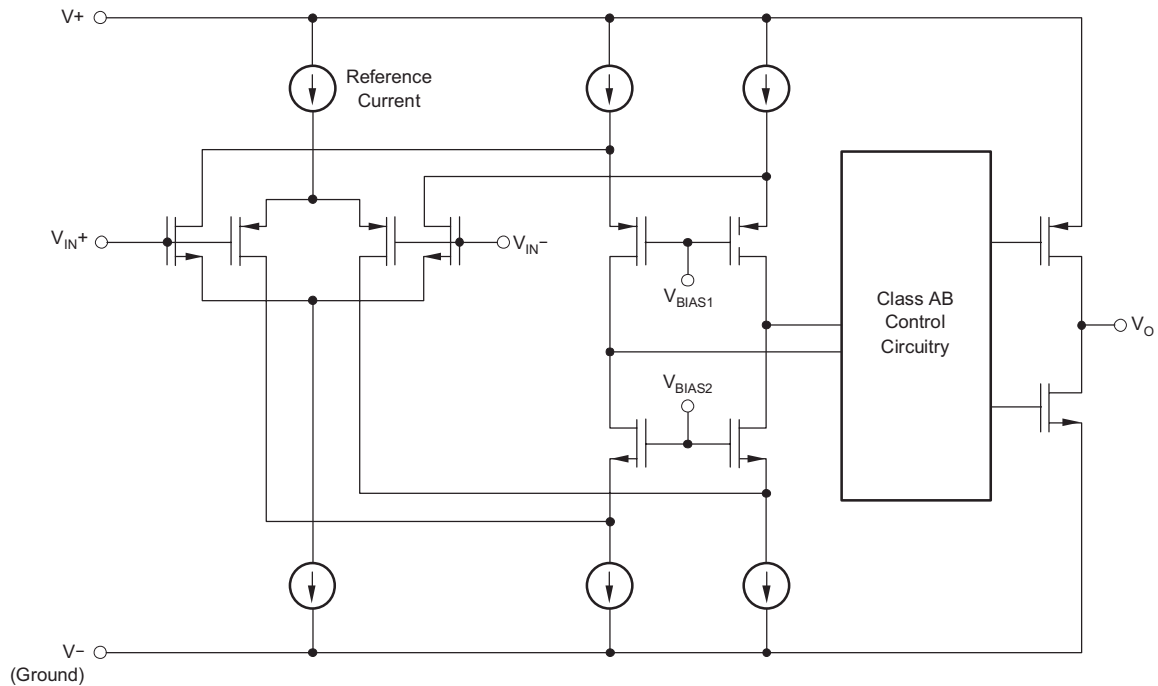 V+
Reference
Current
V_IN+
V_IN−
V_BIAS1
V_BIAS2
Class AB
Control
Circuitry
V_O
V−
(Ground)